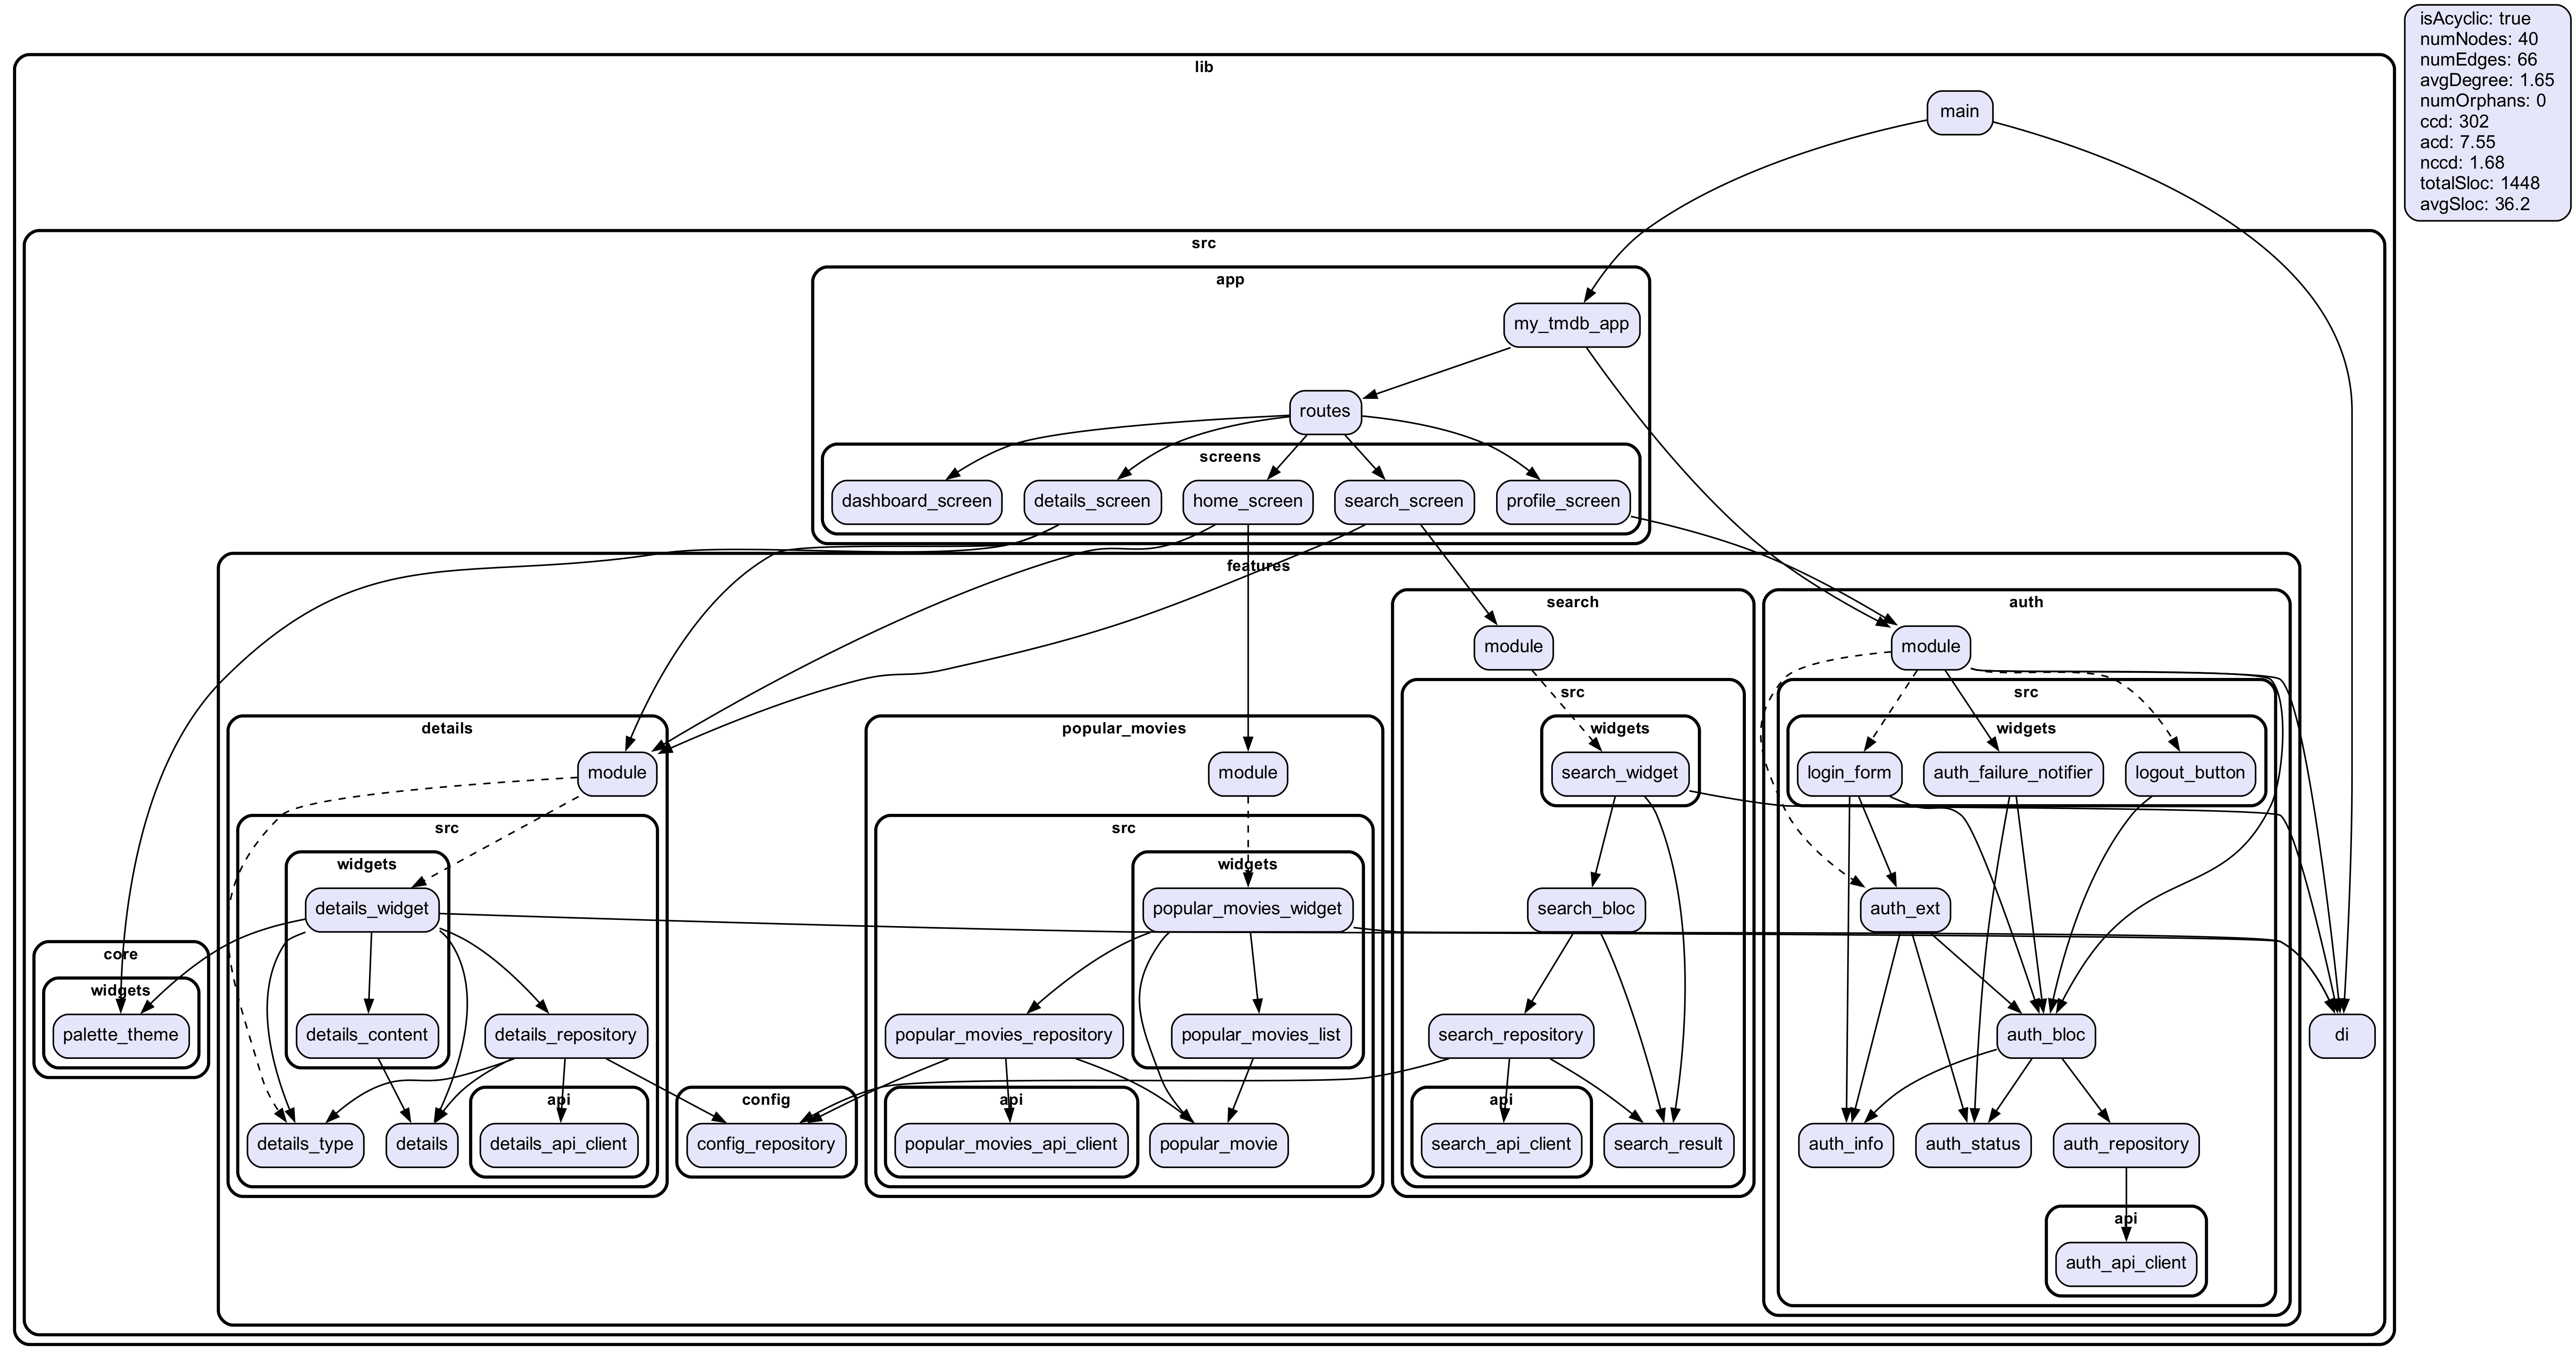 isAcyclic: true
numNodes: 40
numEdges: 66
avgDegree: 1.65
numOrphans: 0
ccd: 302
acd: 7.55
nccd: 1.68
totalSloc: 1448
avgSloc: 36.2
lib
main
src
app
my_tmdb_app
routes
screens
dashboard_screen
details_screen
home_screen
search_screen
profile_screen
features
search
module
src
widgets
search_widget
search_bloc
search_repository
api
search_api_client
search_result
auth
module
src
widgets
login_form
auth_failure_notifier
logout_button
auth_ext
auth_bloc
auth_info
auth_status
auth_repository
api
auth_api_client
details
module
src
widgets
details_widget
details_content
details_repository
details_type
details
api
details_api_client
popular_movies
module
src
widgets
popular_movies_widget
popular_movies_repository
popular_movies_list
api
popular_movies_api_client
popular_movie
core
widgets
palette_theme
config
config_repository
di